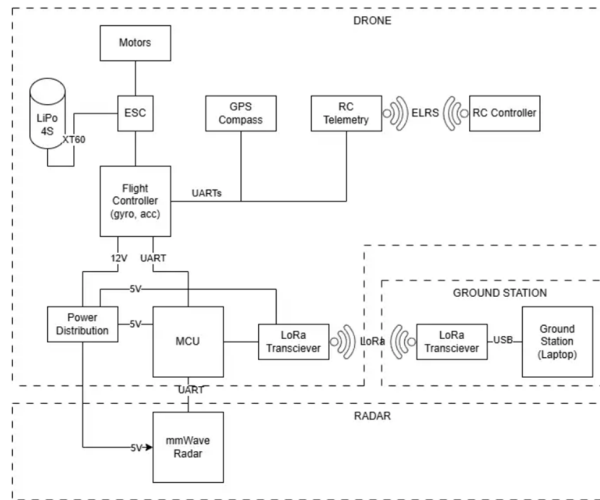 DRONE
Motors
LiPo
4S
XT60
ESC
GPS
Compass
RC
Telemetry
ELRS
RC Controller
Flight
Controller
(gyro, acc)
UARTs
12V
UART
5V
GROUND STATION
Power
Distribution
5V
MCU
LoRa
Transciever
LoRa
LoRa
Transciever
USB
Ground
Station
(Laptop)
UART
RADAR
5V
mmWave
Radar